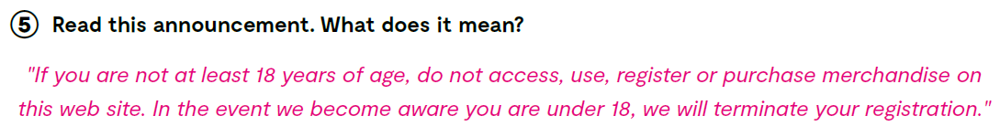 5 Read this announcement. What does it mean?
"If you are not at least 18 years of age, do not access, use, register or purchase merchandise on
this web site. In the event we become aware you are under 18, we will terminate your registration."